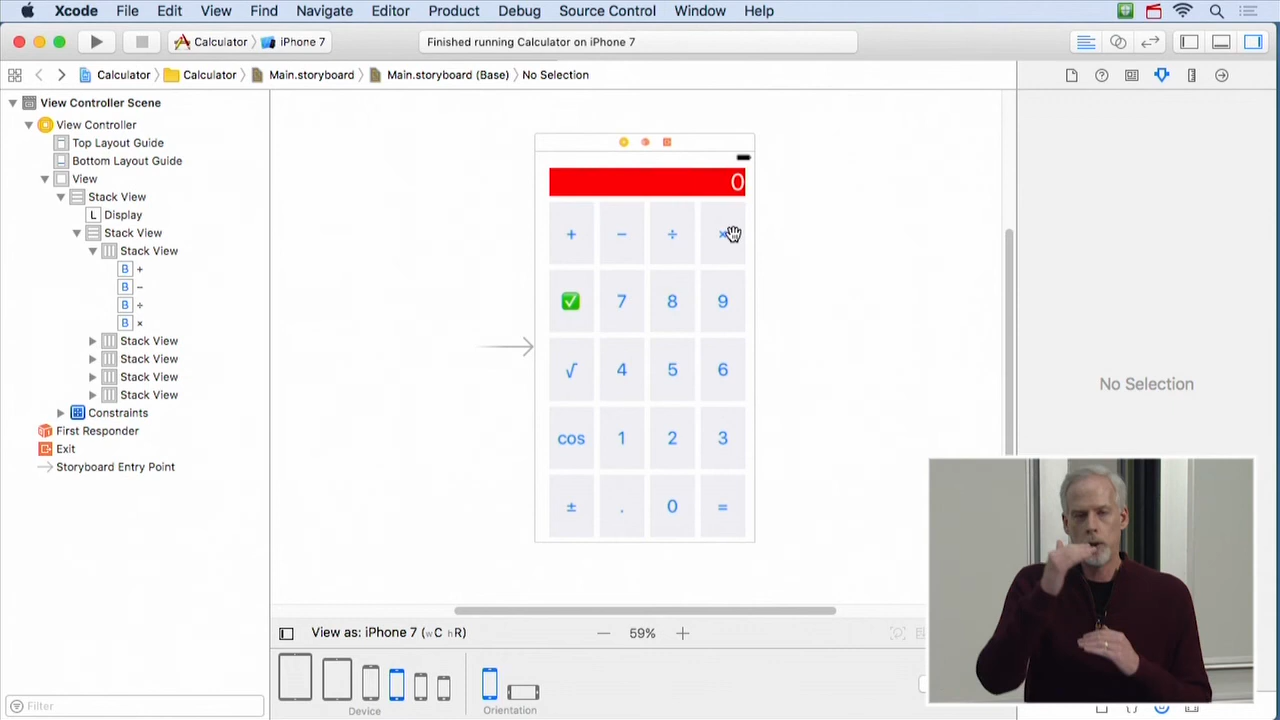 Xcode File Edit View Find Navigate Editor Product Debug Source Control Window Help
Calculator iPhone 7
Finished running Calculator on iPhone 7
Calculator Calculator Main.storyboard Main.storyboard (Base) No Selection
View Controller Scene
View Controller
Top Layout Guide
Bottom Layout Guide
View
Stack View
L Display
Stack View
Stack View
B +
B −
B ÷
B ×
Stack View
Stack View
Stack View
Stack View
Constraints
First Responder
Exit
Storyboard Entry Point
Filter
0
+ − ÷ ×
✅ 7 8 9
√ 4 5 6
cos 1 2 3
± . 0 =
View as: iPhone 7 (wC hR)
— 59% +
Device
Orientation
No Selection